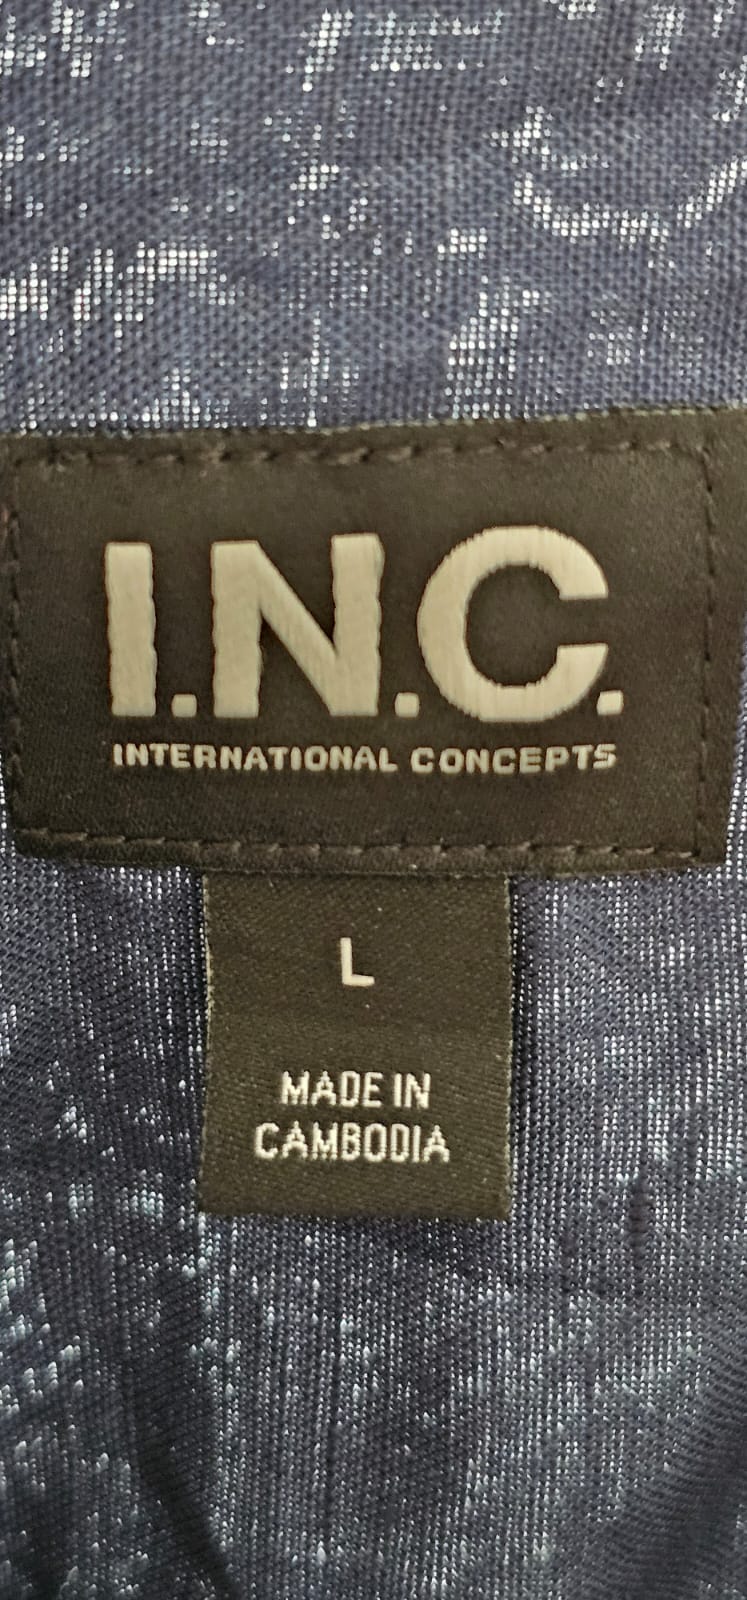 I.N.C.
INTERNATIONAL CONCEPTS
L
MADE IN
CAMBODIA